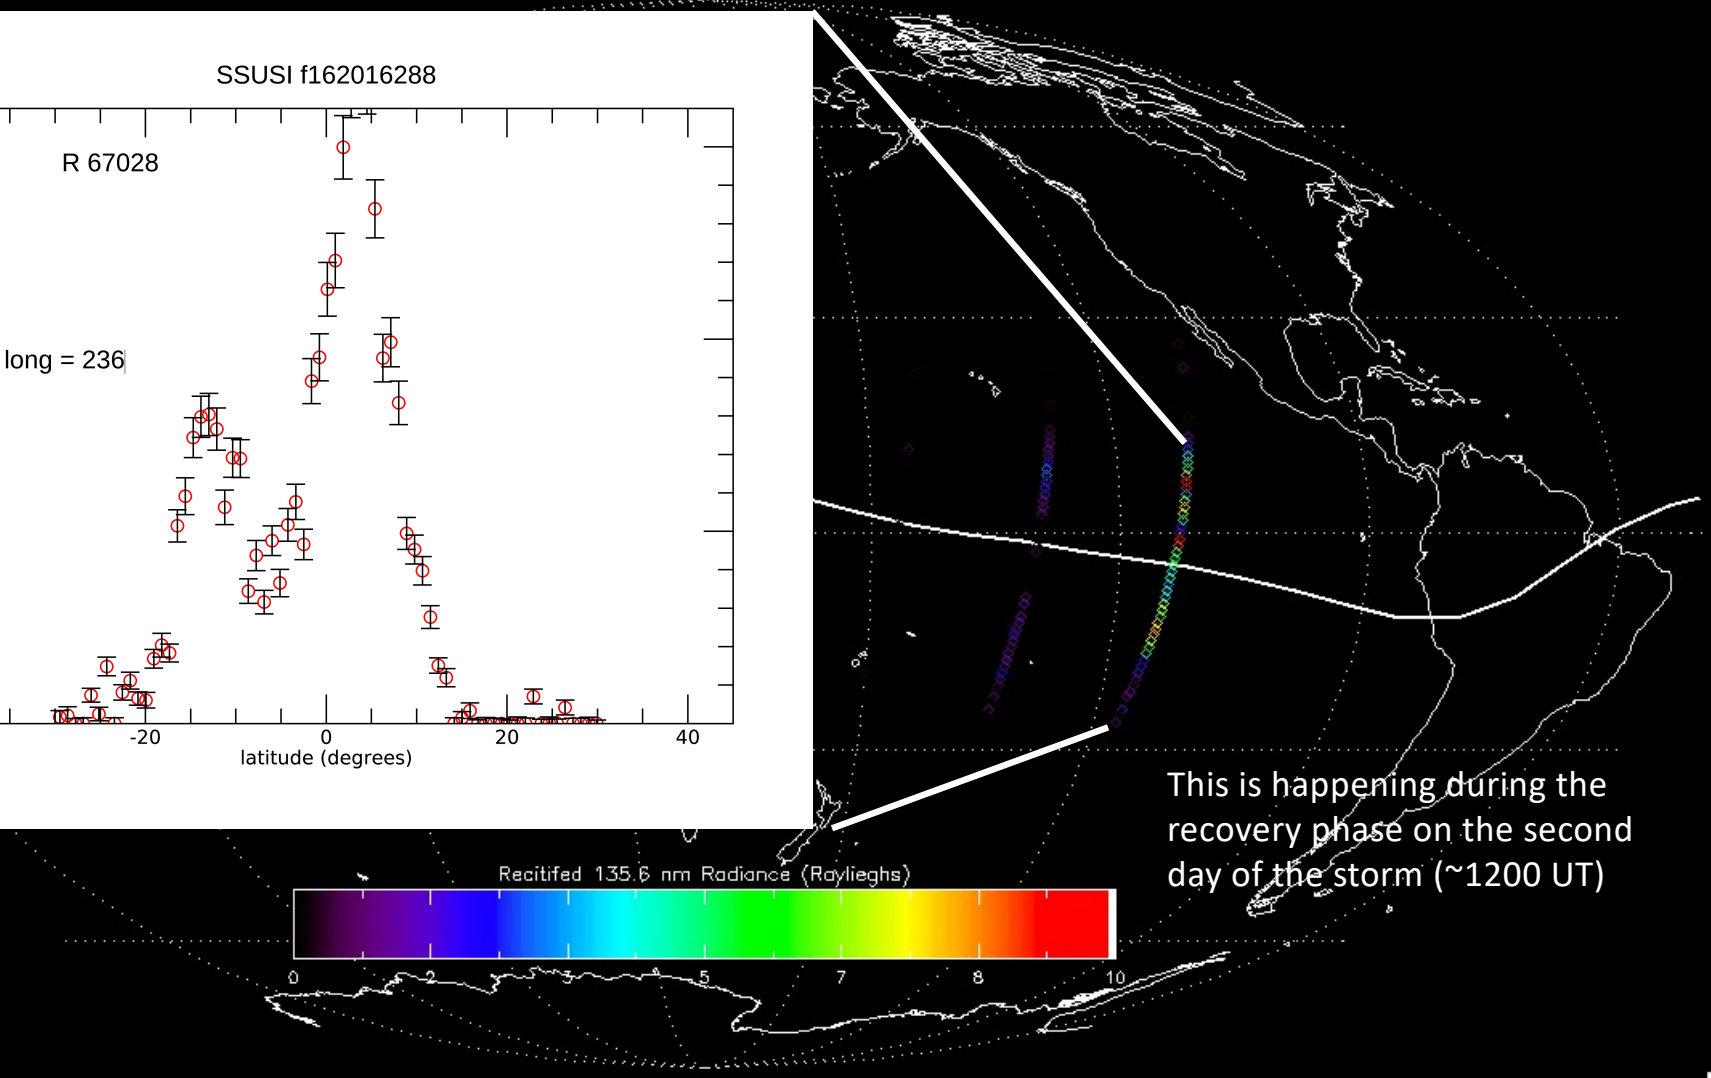 SSUSI f162016288
R 67028
long = 236
-20 0 20 40
latitude (degrees)
This is happening during the
recovery phase on the second
day of the storm (~1200 UT)
Recitifed 135.6 nm Radiance (Raylieghs)
0 2 3 5 7 8 10